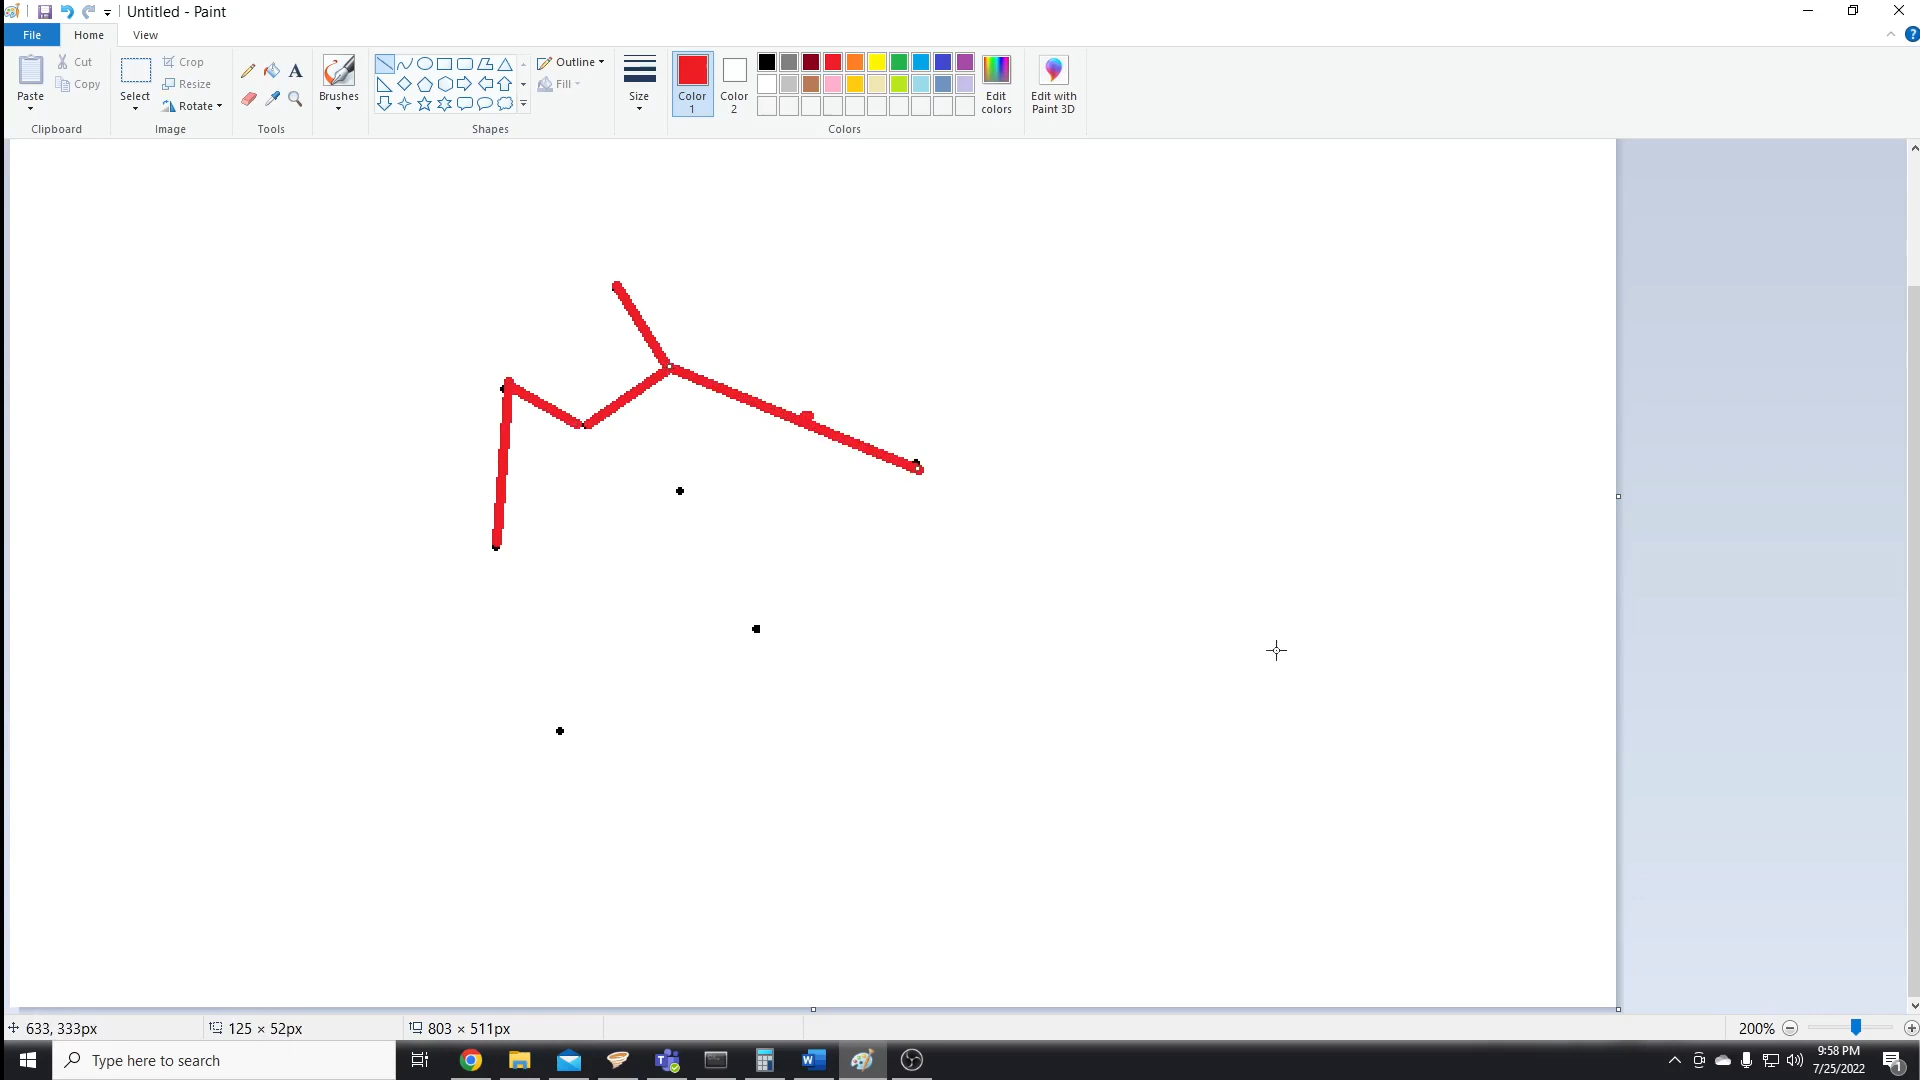 Untitled - Paint
File Home View
Paste Cut Copy
Clipboard
Select Crop Resize Rotate
Image
Tools
Brushes
Outline Fill
Shapes
Size
Color 1 Color 2
Edit colors
Colors
Edit with Paint 3D
633, 333px 125 × 52px 803 × 511px 200%
Type here to search
9:58 PM
7/25/2022